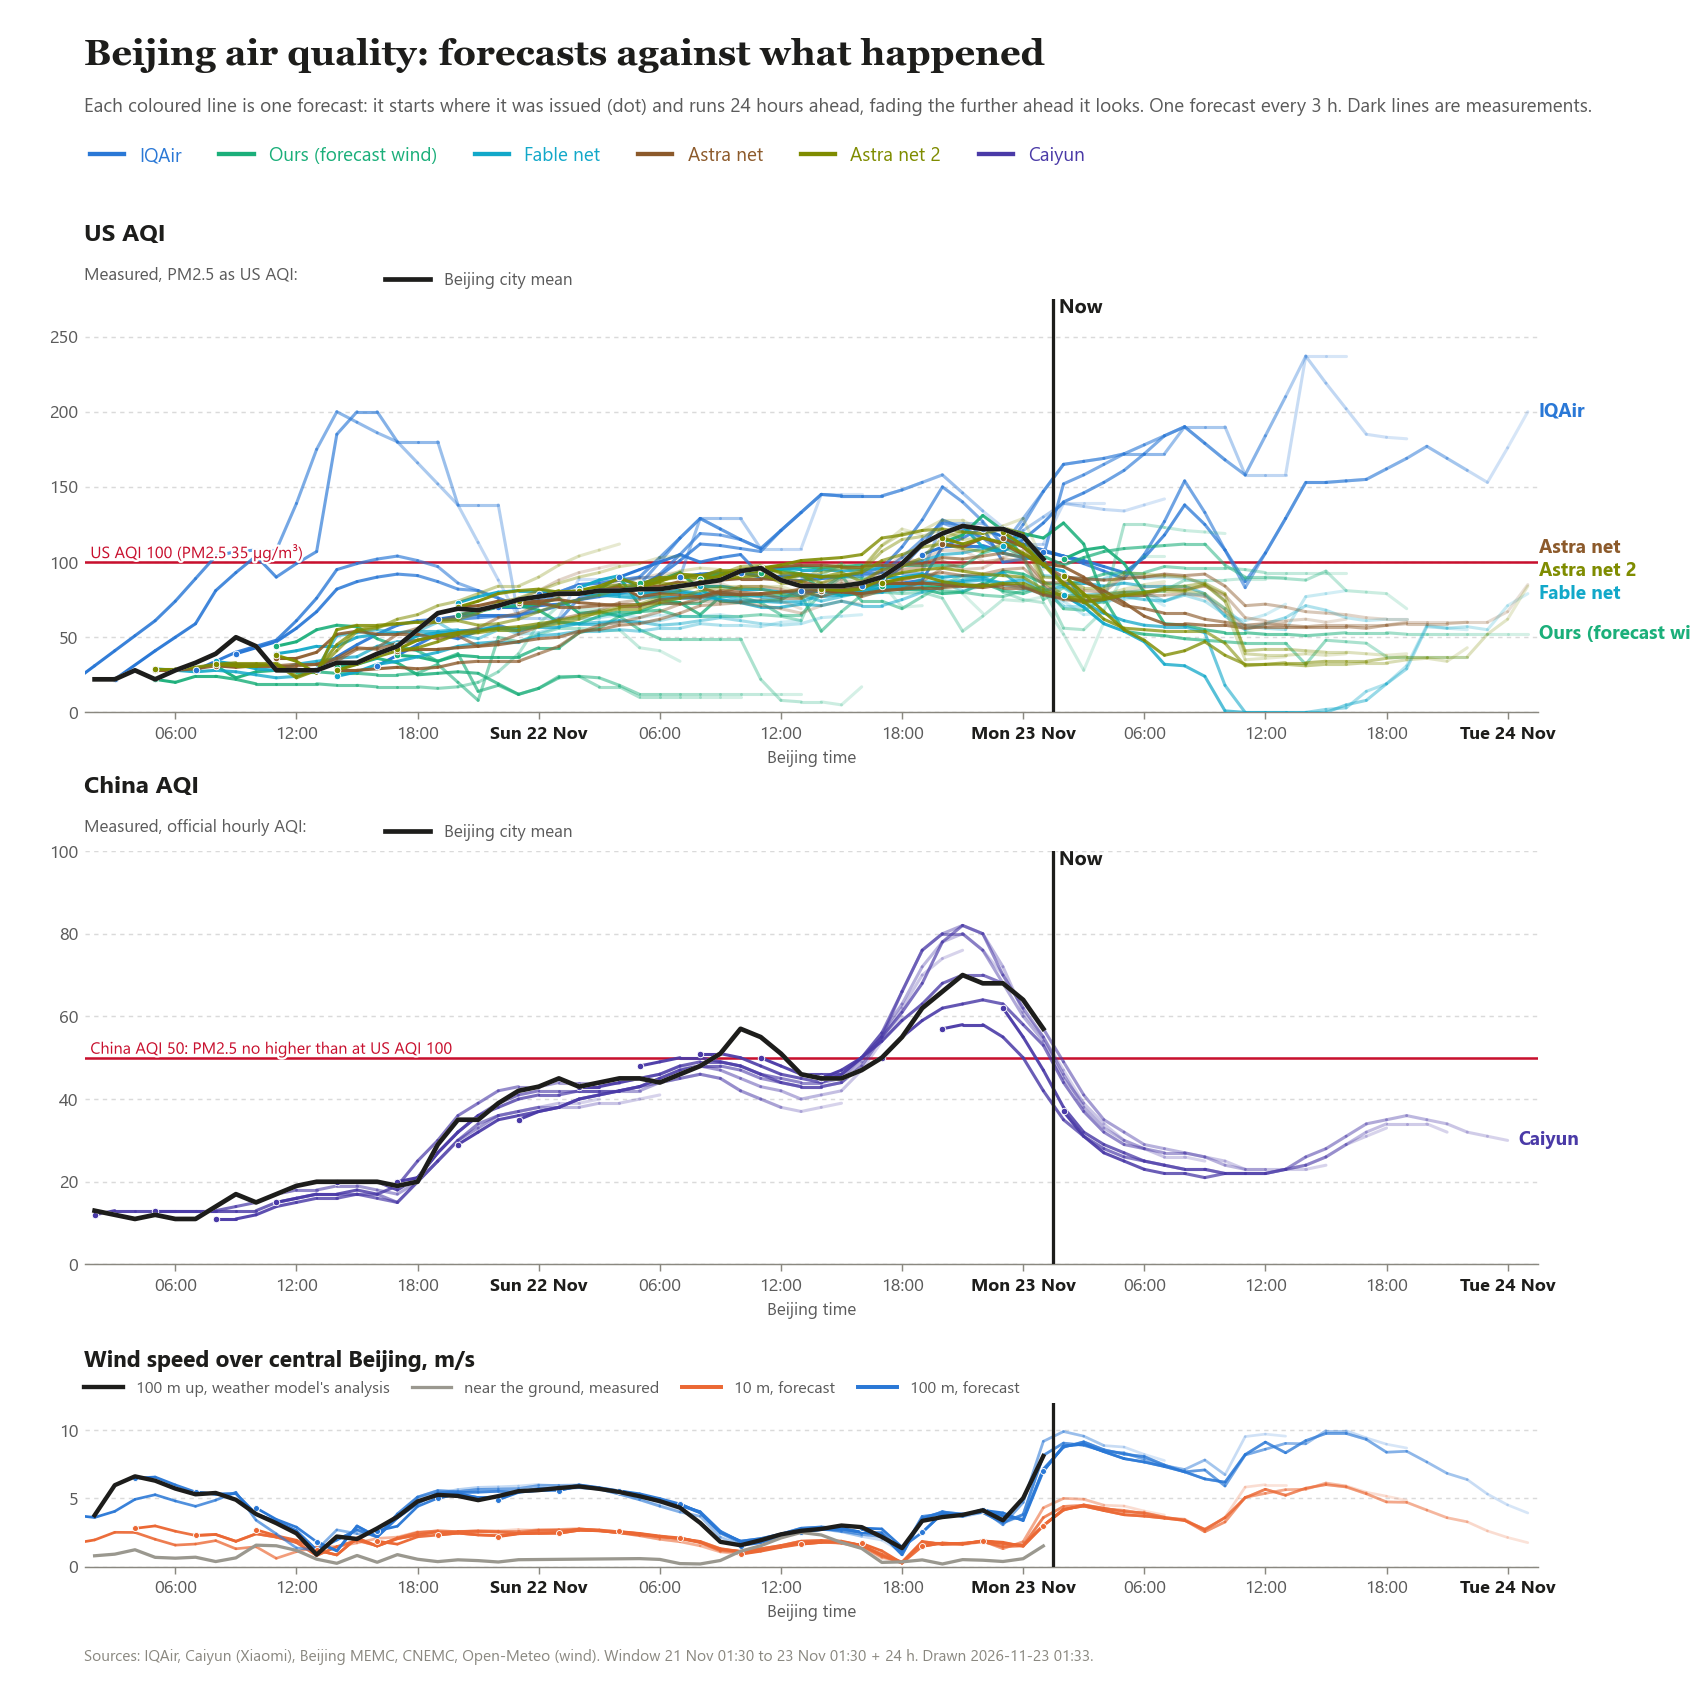 Beijing air quality: forecasts against what happened
Each coloured line is one forecast: it starts where it was issued (dot) and runs 24 hours ahead, fading the further ahead it looks. One forecast every 3 h. Dark lines are measurements.
IQAir Ours (forecast wind) Fable net Astra net Astra net 2 Caiyun
US AQI
Measured, PM2.5 as US AQI: Beijing city mean
Now
250
200
150
100
50
0
US AQI 100 (PM2.5 35 µg/m³)
IQAir
Astra net
Astra net 2
Fable net
Ours (forecast wi
06:00 12:00 18:00 Sun 22 Nov 06:00 12:00 18:00 Mon 23 Nov 06:00 12:00 18:00 Tue 24 Nov
Beijing time
China AQI
Measured, official hourly AQI: Beijing city mean
Now
100
80
60
40
20
0
China AQI 50: PM2.5 no higher than at US AQI 100
Caiyun
06:00 12:00 18:00 Sun 22 Nov 06:00 12:00 18:00 Mon 23 Nov 06:00 12:00 18:00 Tue 24 Nov
Beijing time
Wind speed over central Beijing, m/s
100 m up, weather model's analysis near the ground, measured 10 m, forecast 100 m, forecast
10
5
0
06:00 12:00 18:00 Sun 22 Nov 06:00 12:00 18:00 Mon 23 Nov 06:00 12:00 18:00 Tue 24 Nov
Beijing time
Sources: IQAir, Caiyun (Xiaomi), Beijing MEMC, CNEMC, Open-Meteo (wind). Window 21 Nov 01:30 to 23 Nov 01:30 + 24 h. Drawn 2026-11-23 01:33.